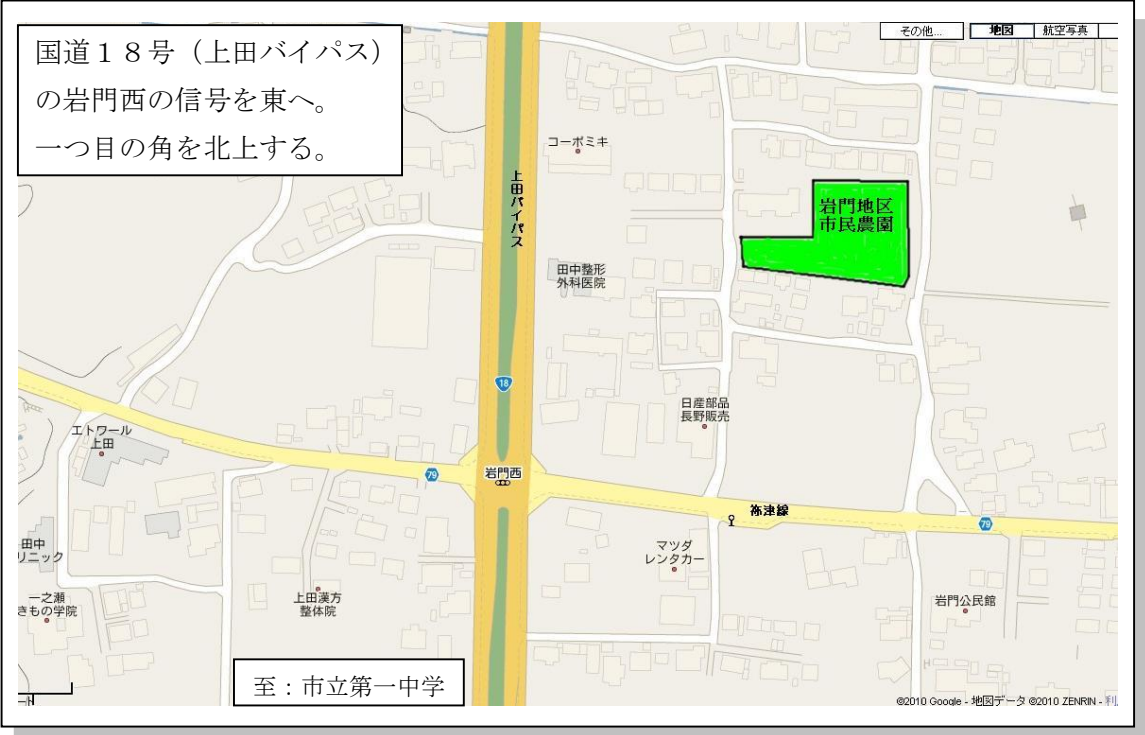 国道１８号（上田バイパス）
の岩門西の信号を東へ。
一つ目の角を北上する。
その他...
地図
航空写真
コーポミキ
上田バイパス
岩門地区
市民農園
田中整形
外科医院
18
日産部品
長野販売
エトワール
上田
79
岩門西
祢津線
79
田中
リニック
マツダ
レンタカー
一之瀬
きもの学院
上田漢方
整体院
岩門公民館
至：市立第一中学
©2010 Google - 地図データ ©2010 ZENRIN -